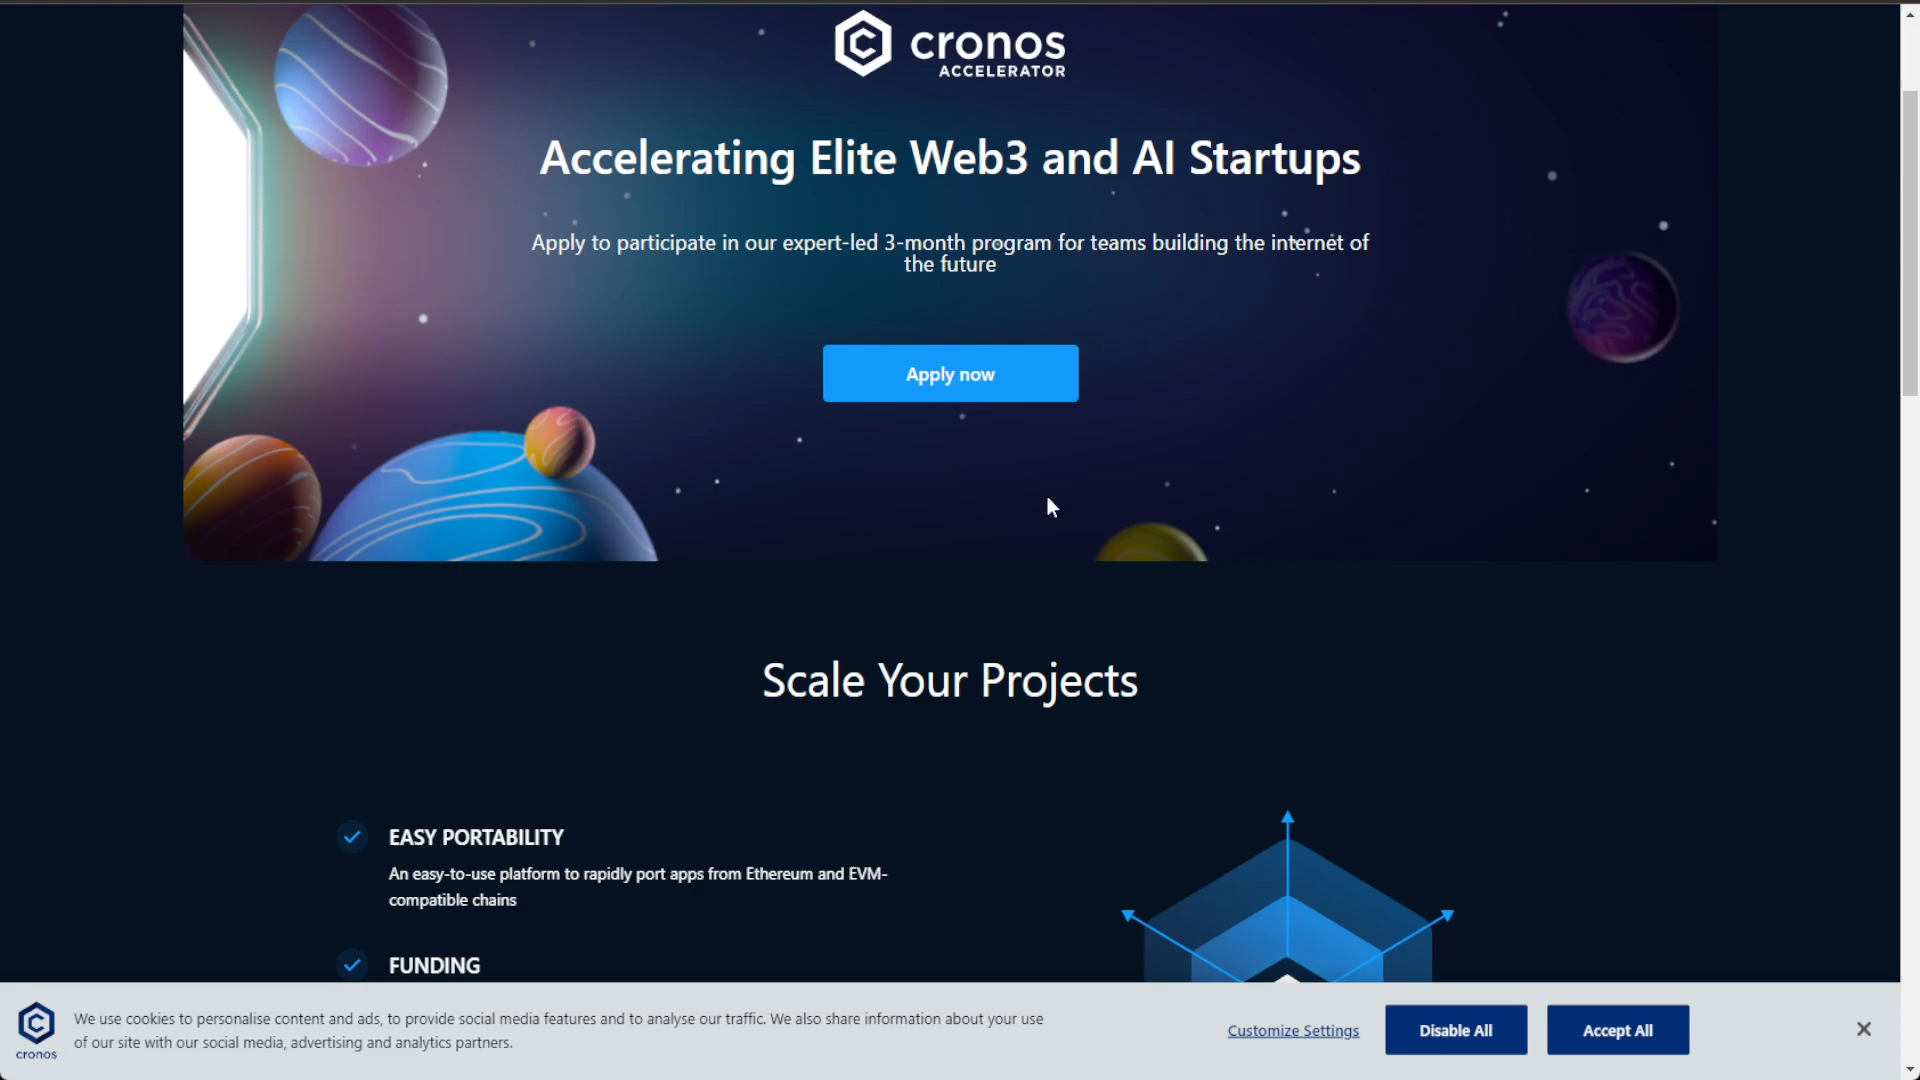 cronos
ACCELERATOR
Accelerating Elite Web3 and AI Startups
Apply to participate in our expert-led 3-month program for teams building the internet of
the future
Apply now
Scale Your Projects
EASY PORTABILITY
An easy-to-use platform to rapidly port apps from Ethereum and EVM-
compatible chains
FUNDING
cronos
We use cookies to personalise content and ads, to provide social media features and to analyse our traffic. We also share information about your use
of our site with our social media, advertising and analytics partners.
Customize Settings
Disable All
Accept All